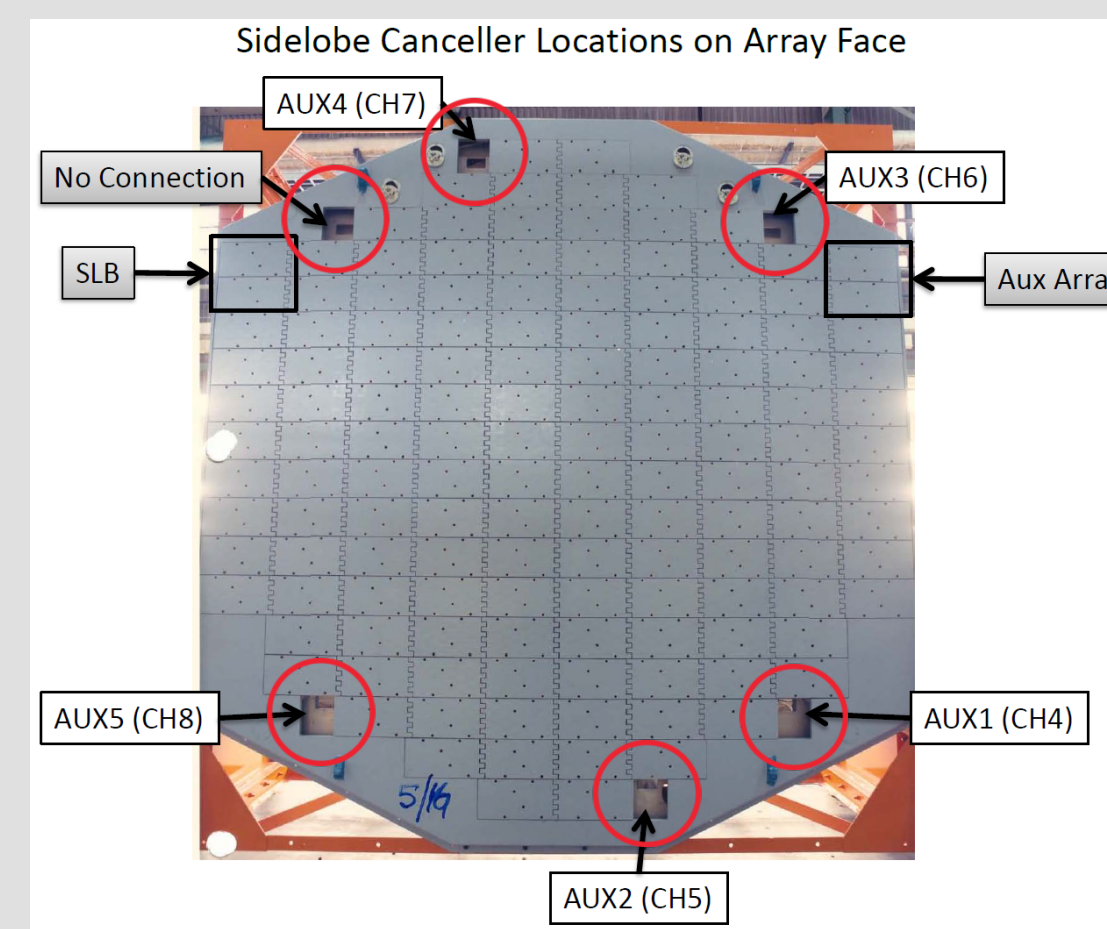 Sidelobe Canceller Locations on Array Face
AUX4 (CH7)
No Connection
AUX3 (CH6)
SLB
Aux Arra
AUX5 (CH8)
AUX1 (CH4)
5/16
AUX2 (CH5)